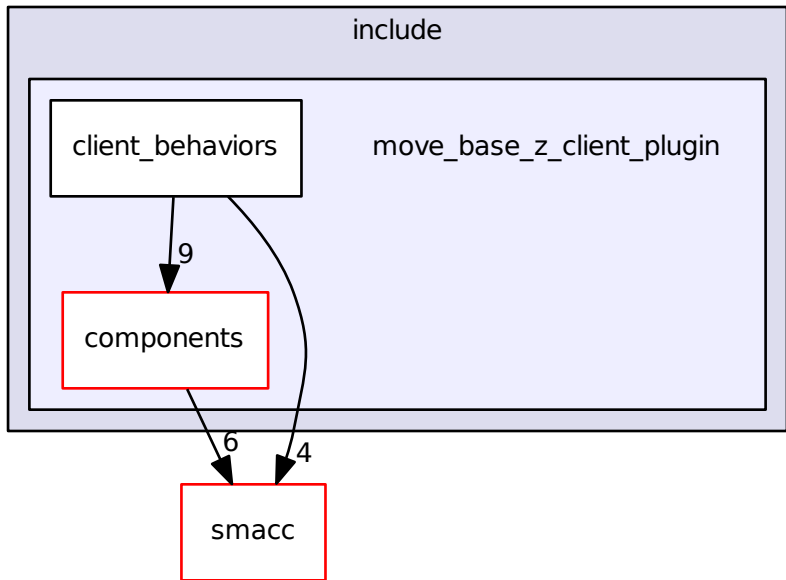 include
client_behaviors
move_base_z_client_plugin
9
components
6
4
smacc